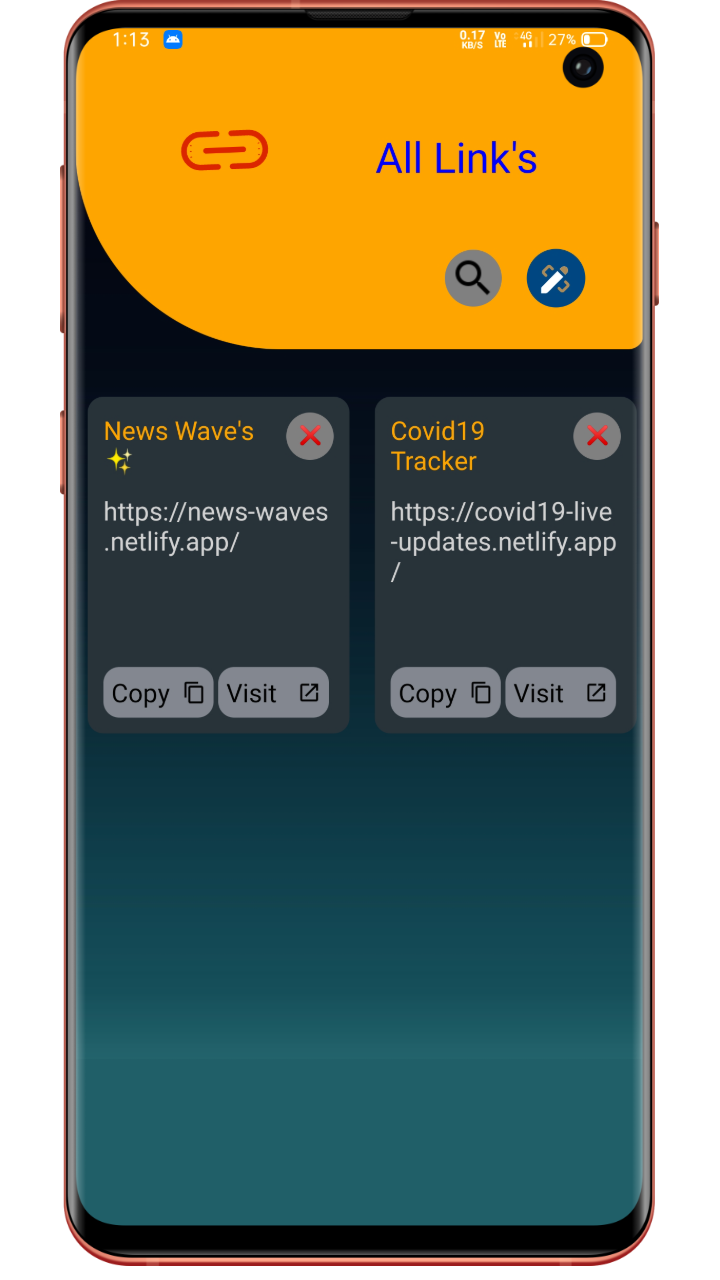 1:13 0.17 KB/S Vo LTE 4G 27%
All Link's
News Wave's Covid19
✨ Tracker
https://news-waves https://covid19-live
.netlify.app/ -updates.netlify.app
/
Copy Visit Copy Visit